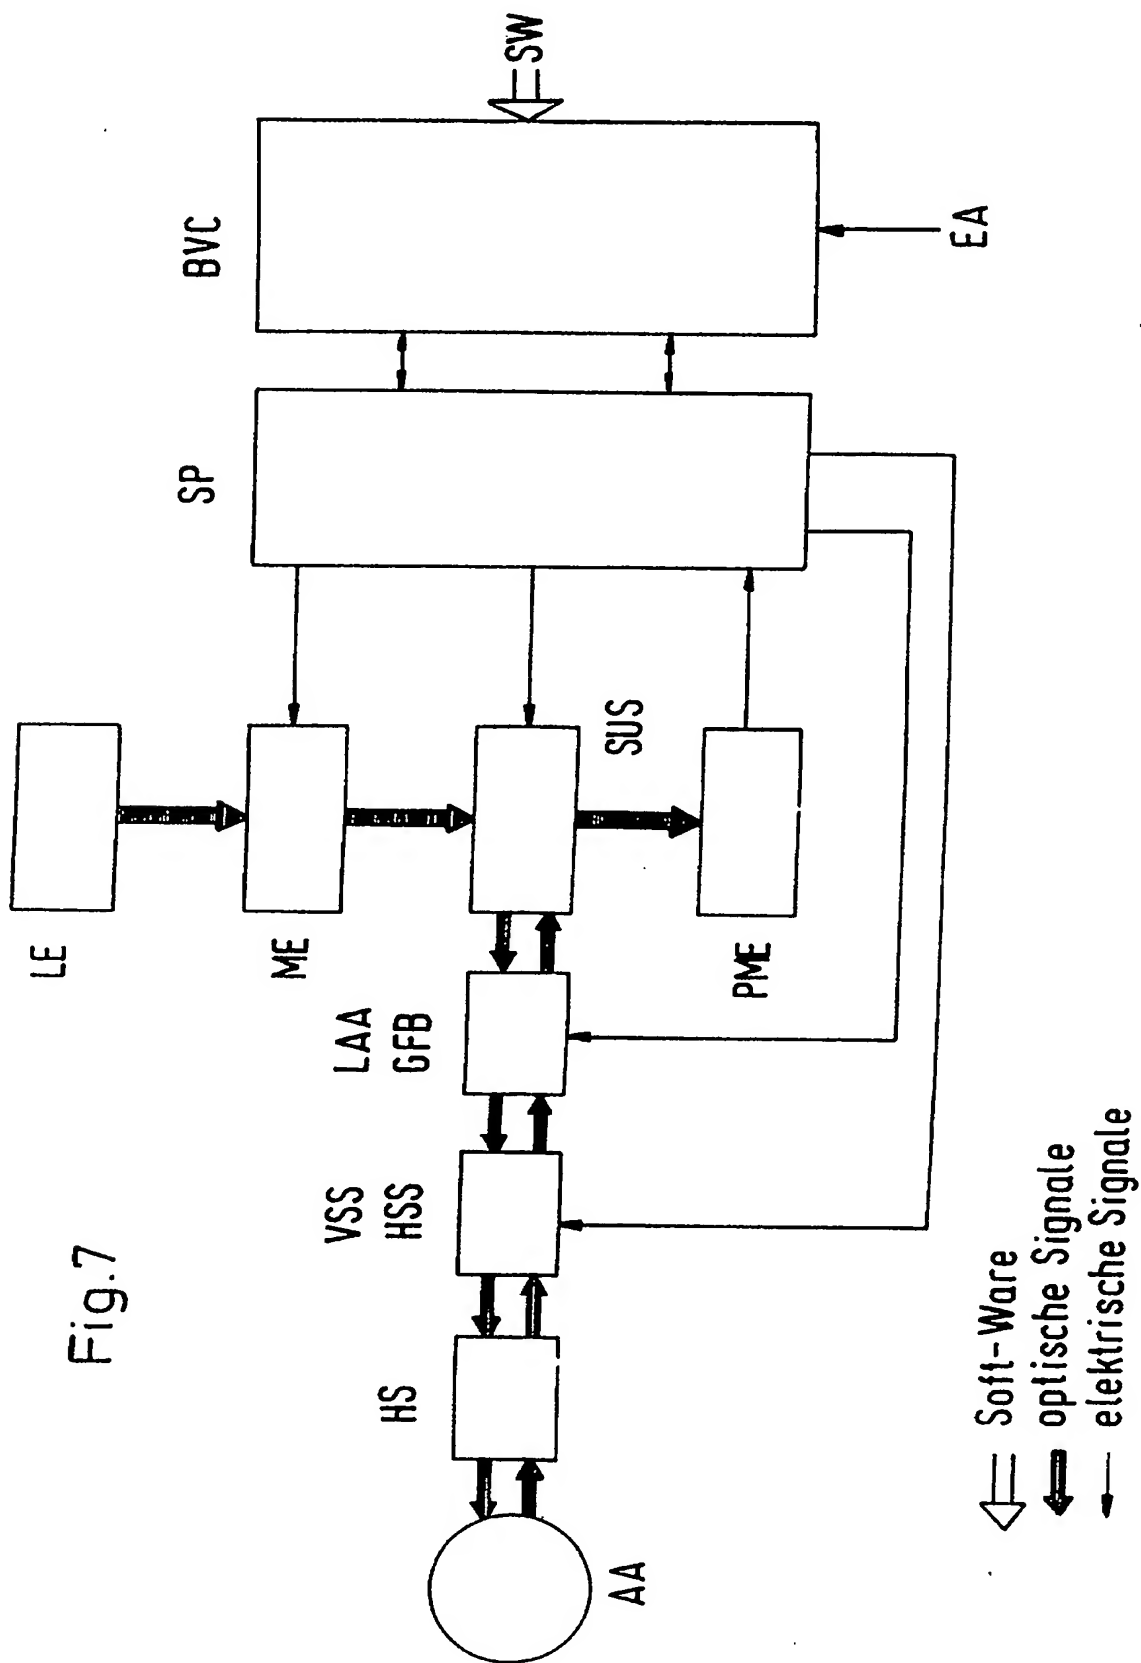 Fig.7
LE
ME
SUS
PME
LAA
GFB
VSS
HSS
HS
AA
SP
BVC
SW
EA
Soft-Ware
optische Signale
elektrische Signale